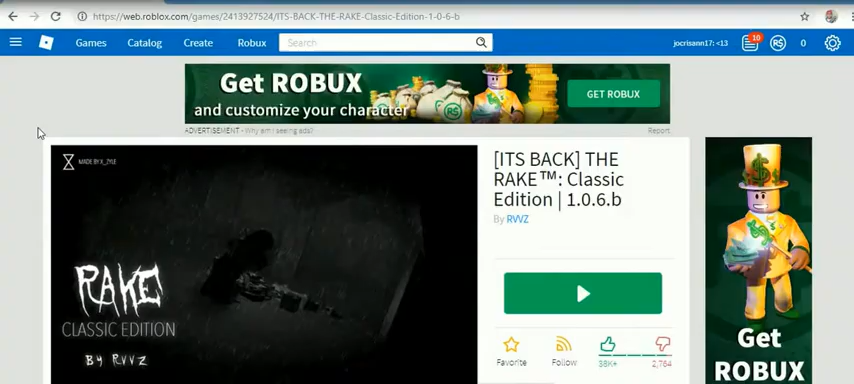 https://web.roblox.com/games/2413927524/ITS-BACK-THE-RAKE-Classic-Edition-1-0-6-b
Games
Catalog
Create
Robux
Search
jocrisann17: <13
10
0
Get ROBUX
and customize your character
GET ROBUX
ADVERTISEMENT - Why am I seeing ads?
Report
MADE BY X_ZYLE
RAKE
CLASSIC EDITION
BY RVVZ
[ITS BACK] THE
RAKE™: Classic
Edition | 1.0.6.b
By RVVZ
Favorite
Follow
38K+
2,764
Get
ROBUX